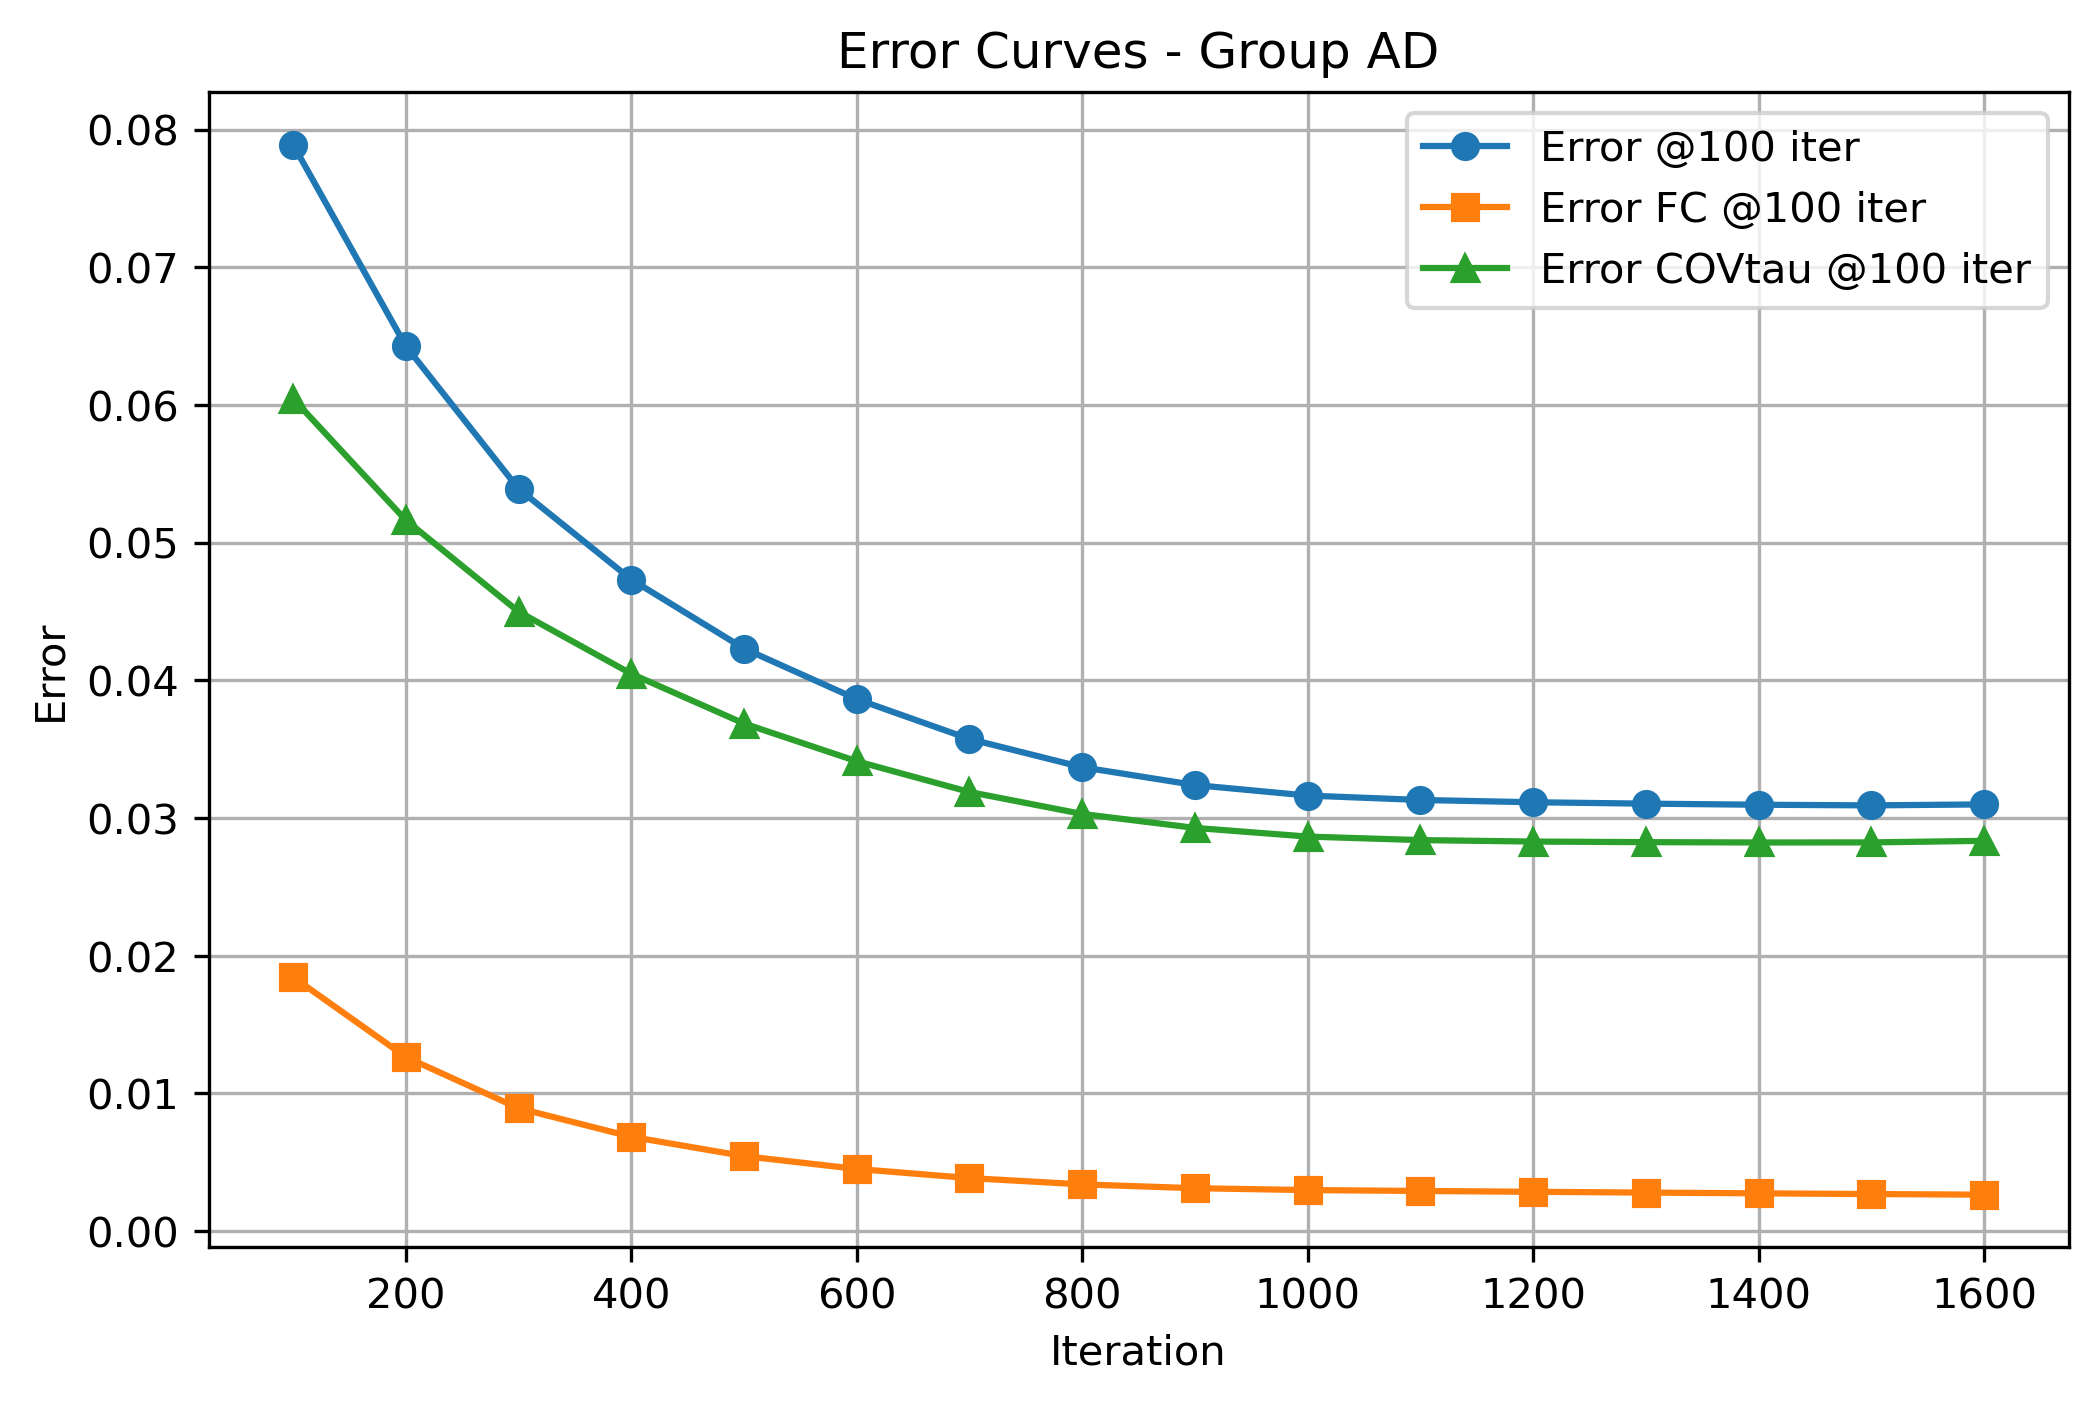 Error Curves - Group AD
Error @100 iter
Error FC @100 iter
Error COVtau @100 iter
Error
0.08
0.07
0.06
0.05
0.04
0.03
0.02
0.01
0.00
200 400 600 800 1000 1200 1400 1600
Iteration